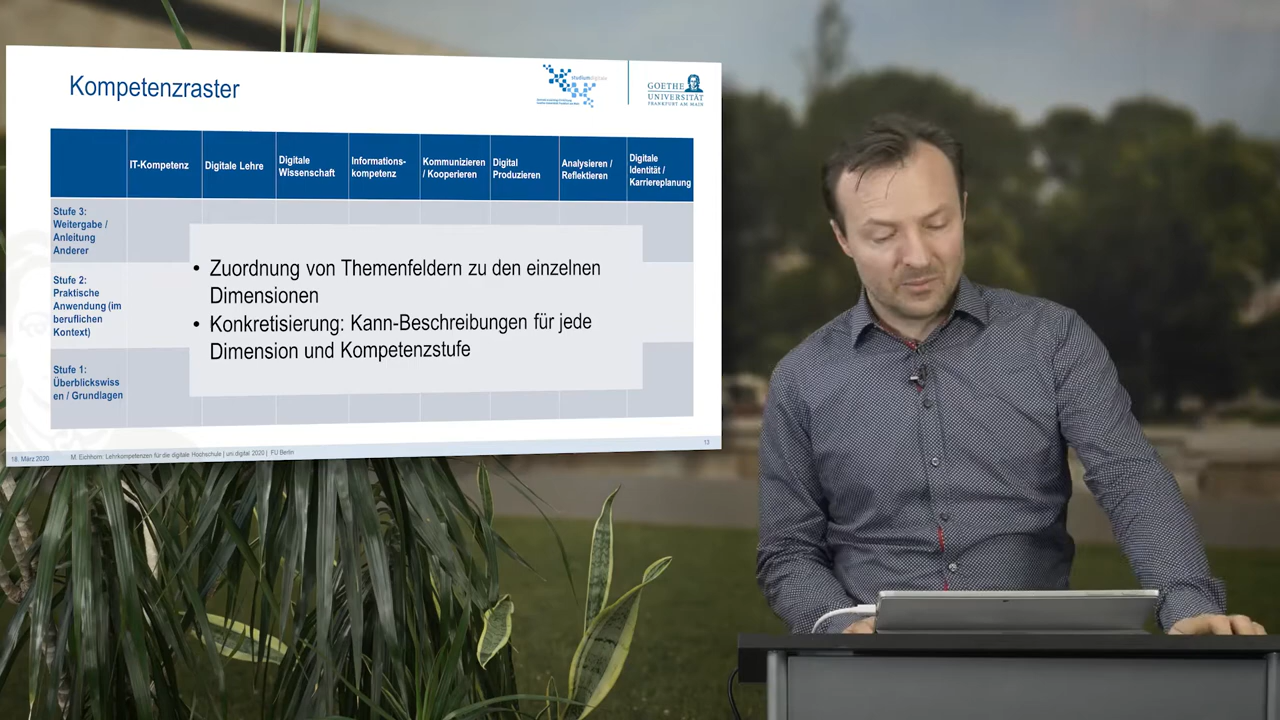 Kompetenzraster
studiumdigitale
GOETHE
UNIVERSITÄT
FRANKFURT AM MAIN
IT-Kompetenz
Digitale Lehre
Digitale
Wissenschaft
Informations-
kompetenz
Kommunizieren
/ Kooperieren
Digital
Produzieren
Analysieren /
Reflektieren
Digitale
Identität /
Karriereplanung
Stufe 3:
Weitergabe /
Anleitung
Anderer
Stufe 2:
Praktische
Anwendung (im
beruflichen
Kontext)
Stufe 1:
Überblickswiss
en / Grundlagen
• Zuordnung von Themenfeldern zu den einzelnen
Dimensionen
• Konkretisierung: Kann-Beschreibungen für jede
Dimension und Kompetenzstufe
18. März 2020
M. Eichhorn: Lehrkompetenzen für die digitale Hochschule | uni digital 2020 | FU Berlin
13